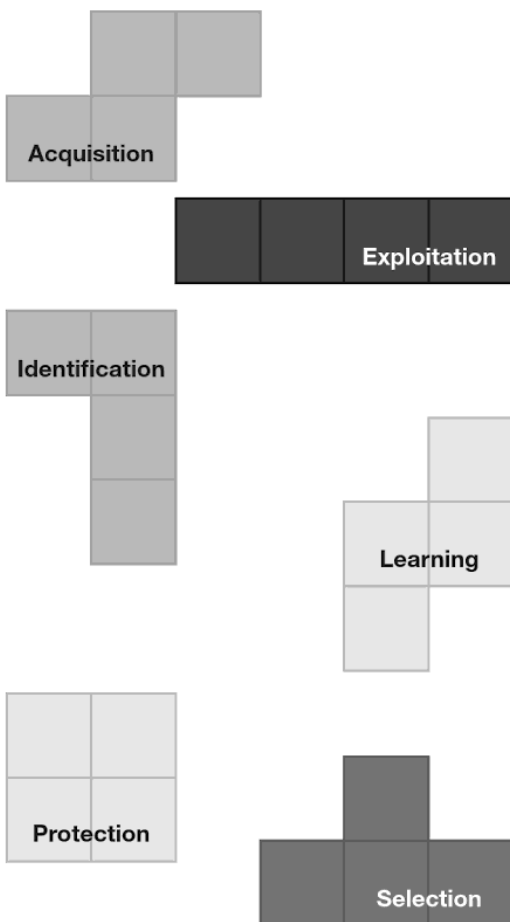 Acquisition
Exploitation
Identification
Learning
Protection
Selection